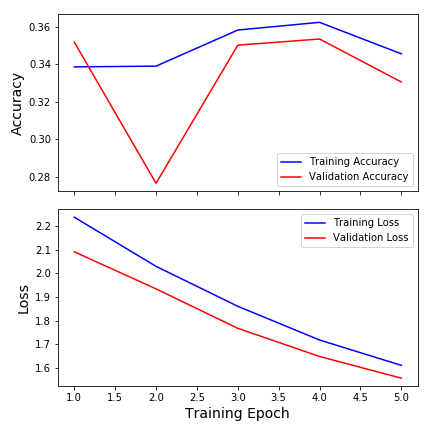 0.36
0.34
0.32
0.30
0.28
Accuracy
Training Accuracy
Validation Accuracy
2.2
2.1
2.0
1.9
1.8
1.7
1.6
Loss
Training Loss
Validation Loss
1.0 1.5 2.0 2.5 3.0 3.5 4.0 4.5 5.0
Training Epoch